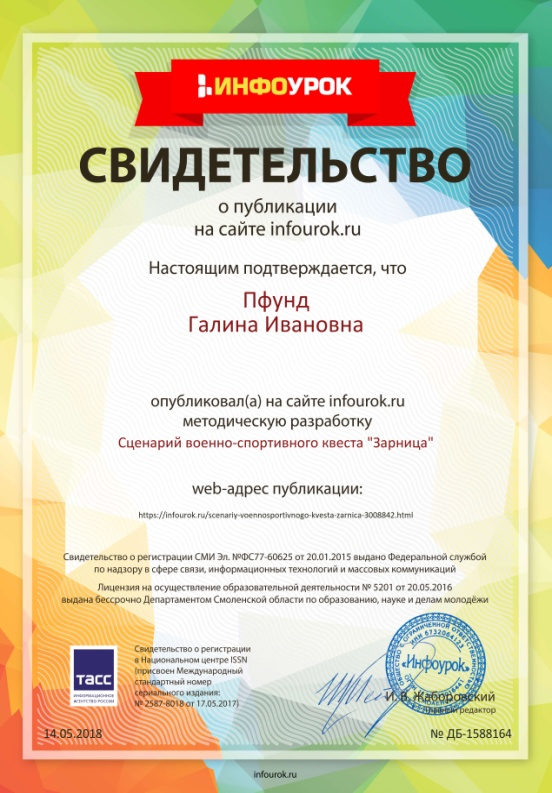 ИНФОУРОК
СВИДЕТЕЛЬСТВО
о публикации
на сайте infourok.ru
Настоящим подтверждается, что
Пфунд
Галина Ивановна
опубликовал(а) на сайте infourok.ru
методическую разработку
Сценарий военно-спортивного квеста "Зарница"
web-адрес публикации:
https://infourok.ru/scenariy-voennosportivnogo-kvesta-zarnica-3008842.html
Свидетельство о регистрации СМИ Эл. №ФС77-60625 от 20.01.2015 выдано Федеральной службой
по надзору в сфере связи, информационных технологий и массовых коммуникаций
Лицензия на осуществление образовательной деятельности № 5201 от 20.05.2016
выдана бессрочно Департаментом Смоленской области по образованию, науке и делам молодёжи
ТАСС
ИНФОРМАЦИОННОЕ
АГЕНТСТВО РОССИИ
Свидетельство о регистрации
в Национальном центре ISSN
(присвоен Международный
стандартный номер
сериального издания:
№ 2587-8018 от 17.05.2017)
«Инфоурок»
И. В. Жаборовский
Главный редактор
14.05.2018
№ ДБ-1588164
infourok.ru